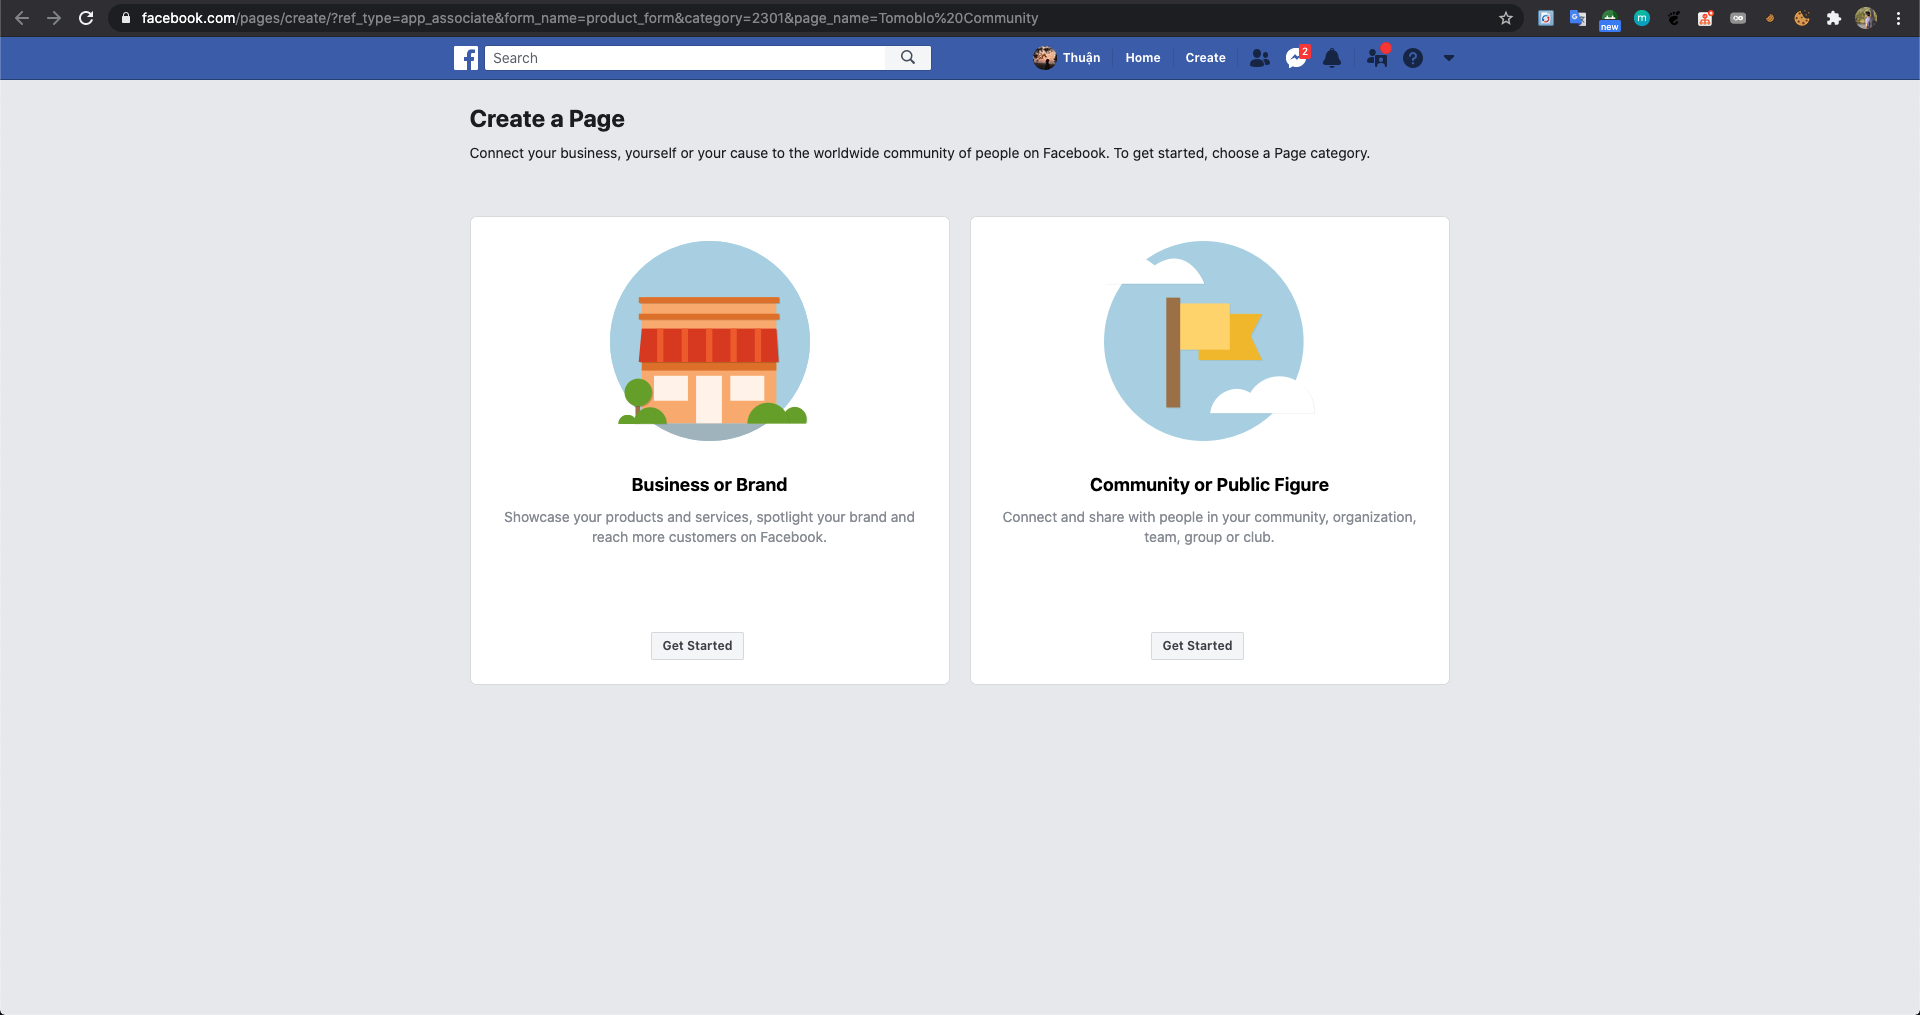 facebook.com/pages/create/?ref_type=app_associate&form_name=product_form&category=2301&page_name=Tomoblo%20Community
new
m
Search
Thuận
Home
Create
2
Create a Page
Connect your business, yourself or your cause to the worldwide community of people on Facebook. To get started, choose a Page category.
Business or Brand
Showcase your products and services, spotlight your brand and
reach more customers on Facebook.
Get Started
Community or Public Figure
Connect and share with people in your community, organization,
team, group or club.
Get Started